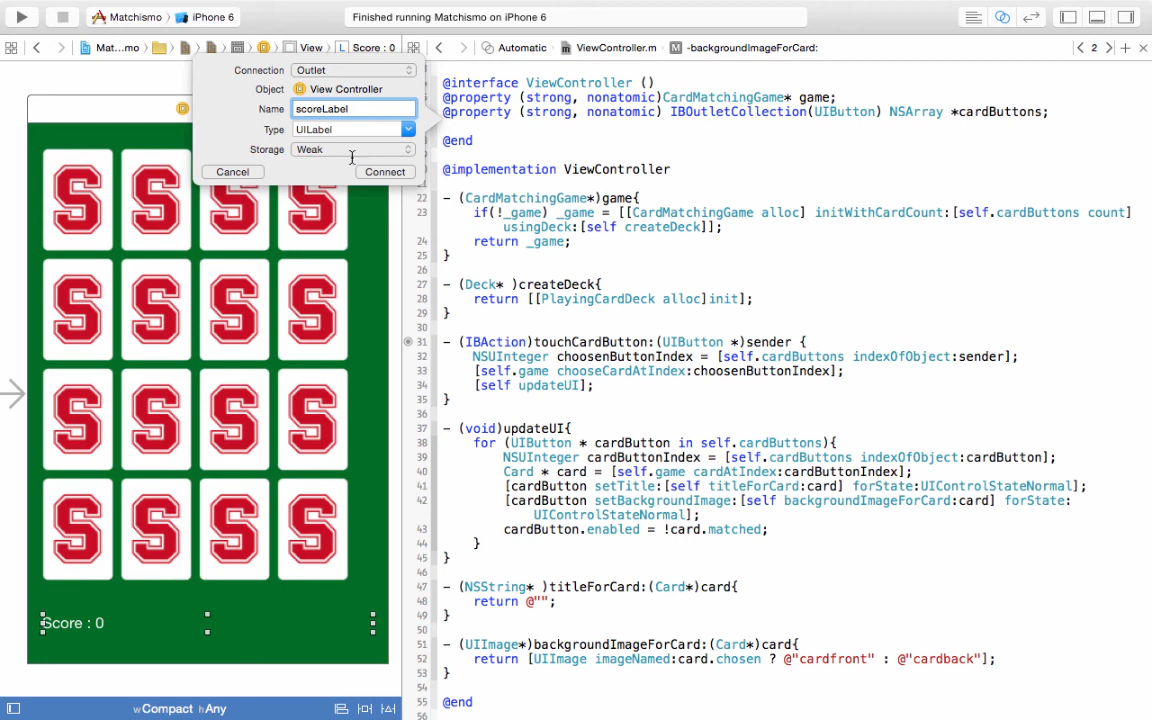 Matchismo
iPhone 6
Finished running Matchismo on iPhone 6
Mat...mo
View
L Score : 0
Automatic
ViewController.m
M -backgroundImageForCard:
2
Connection Outlet
Object View Controller
Name scoreLabel
Type UILabel
Storage Weak
Cancel Connect
S S S S
S S S S
S S S S
S S S S
Score : 0
wCompact hAny
@interface ViewController ()
@property (strong, nonatomic)CardMatchingGame* game;
@property (strong, nonatomic) IBOutletCollection(UIButton) NSArray *cardButtons;
@end
@implementation ViewController
22 - (CardMatchingGame*)game{
23 if(!_game) _game = [[CardMatchingGame alloc] initWithCardCount:[self.cardButtons count]
usingDeck:[self createDeck]];
24 return _game;
25 }
26
27 - (Deck* )createDeck{
28 return [[PlayingCardDeck alloc]init];
29 }
30
31 - (IBAction)touchCardButton:(UIButton *)sender {
32 NSUInteger choosenButtonIndex = [self.cardButtons indexOfObject:sender];
33 [self.game chooseCardAtIndex:choosenButtonIndex];
34 [self updateUI];
35 }
36
37 - (void)updateUI{
38 for (UIButton * cardButton in self.cardButtons){
39 NSUInteger cardButtonIndex = [self.cardButtons indexOfObject:cardButton];
40 Card * card = [self.game cardAtIndex:cardButtonIndex];
41 [cardButton setTitle:[self titleForCard:card] forState:UIControlStateNormal];
42 [cardButton setBackgroundImage:[self backgroundImageForCard:card] forState:
UIControlStateNormal];
43 cardButton.enabled = !card.matched;
44 }
45 }
46
47 - (NSString* )titleForCard:(Card*)card{
48 return @"";
49 }
50
51 - (UIImage*)backgroundImageForCard:(Card*)card{
52 return [UIImage imageNamed:card.chosen ? @"cardfront" : @"cardback"];
53 }
54
55 @end
56